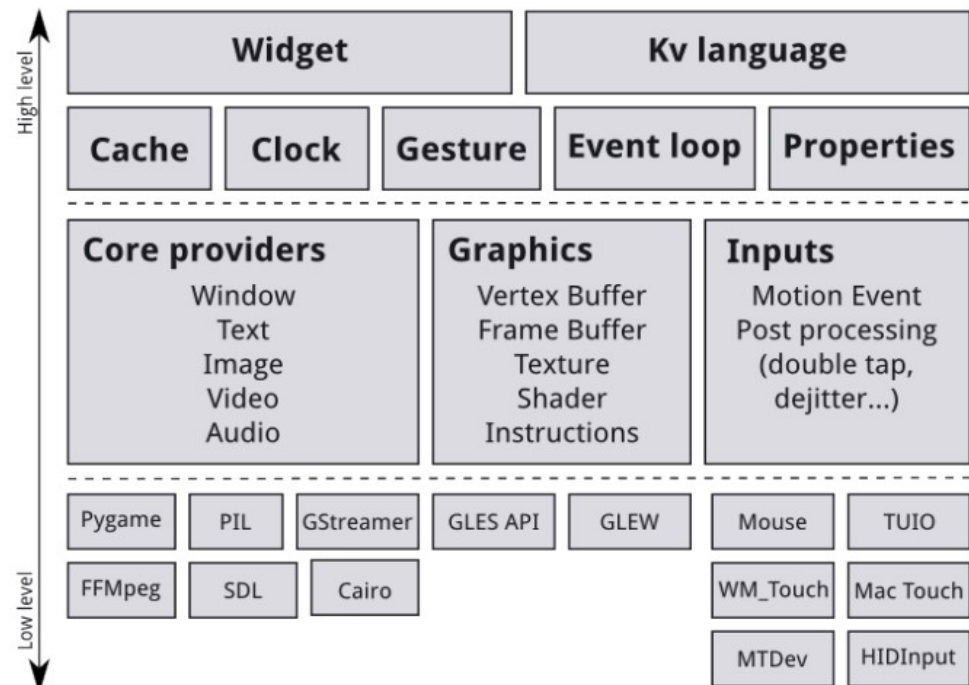 High level
Widget
Kv language
Cache
Clock
Gesture
Event loop
Properties
Core providers
Window
Text
Image
Video
Audio
Graphics
Vertex Buffer
Frame Buffer
Texture
Shader
Instructions
Inputs
Motion Event
Post processing
(double tap,
dejitter...)
Low level
Pygame
PIL
GStreamer
GLES API
GLEW
Mouse
TUIO
FFMpeg
SDL
Cairo
WM_Touch
Mac Touch
MTDev
HIDInput